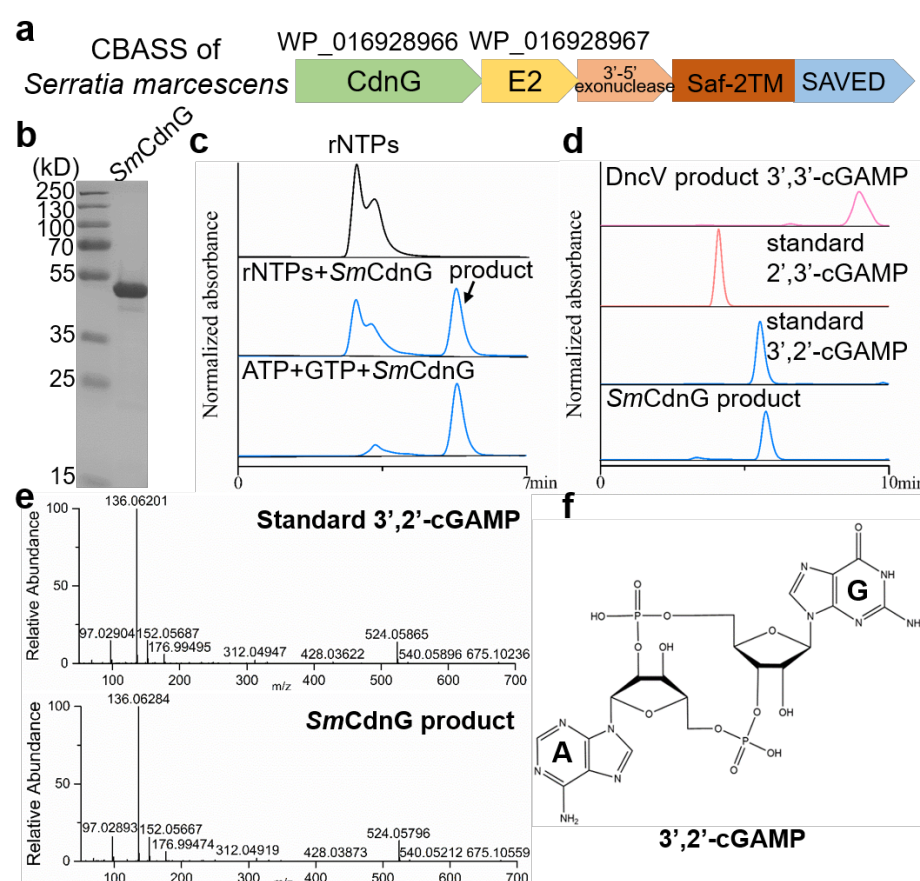 a
CBASS of
Serratia marcescens
WP_016928966 WP_016928967
CdnG
E2
3'-5'
exonuclease
Saf-2TM
SAVED
b
(kD)
SmCdnG
250
130
100
70
55
35
25
15
c
rNTPs
rNTPs+SmCdnG
product
ATP+GTP+SmCdnG
Normalized absorbance
0
7min
d
DncV product 3',3'-cGAMP
standard
2',3'-cGAMP
standard
3',2'-cGAMP
SmCdnG product
Normalized absorbance
0
10min
e
Standard 3',2'-cGAMP
Relative Abundance
100
50
0
136.06201
97.02904
152.05687
176.99495
312.04947
428.03622
524.05865
540.05896
675.10236
100
200
300
400
500
600
700
m/z
SmCdnG product
Relative Abundance
100
50
0
136.06284
97.02893
152.05667
176.99474
312.04919
428.03873
524.05796
540.05212
675.10559
100
200
300
400
500
600
700
m/z
f
O
N
NH
G
N
N
NH
O
HO
P
O
O
OH
O
O
O
OH
O
P
OH
O
N
N
A
N
N
NH₂
3',2'-cGAMP